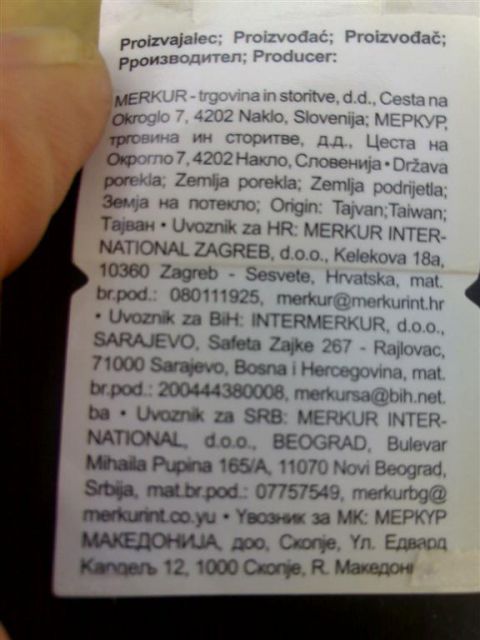 Proizvajalec; Proizvođać; Proizvođač;
Рроизводител; Producer:
MERKUR - trgovina in storitve, d.d., Cesta na
Okroglo 7, 4202 Naklo, Slovenija; МЕРКУР,
трговина ин сторитве, д.д., Цеста на
Окрогло 7, 4202 Накло, Словенија • Država
porekla; Zemlja porekla; Zemlja podrijetla;
Земја на потекло; Origin: Tajvan;Taiwan;
Тајван • Uvoznik za HR: MERKUR INTER-
NATIONAL ZAGREB, d.o.o., Kelekova 18a,
10360 Zagreb - Sesvete, Hrvatska, mat.
br.pod.: 080111925, merkur@merkurint.hr
• Uvoznik za BiH: INTERMERKUR, d.o.o.,
SARAJEVO, Safeta Zajke 267 - Rajlovac,
71000 Sarajevo, Bosna i Hercegovina, mat.
br.pod.: 200444380008, merkursa@bih.net.
ba • Uvoznik za SRB: MERKUR INTER-
NATIONAL, d.o.o., BEOGRAD, Bulevar
Mihaila Pupina 165/A, 11070 Novi Beograd,
Srbija, mat.br.pod.: 07757549, merkurbg@
merkurint.co.yu • Увозник за МК: МЕРКУР
МАКЕДОНИЈА, доо, Скопје, Ул. Едвард
Кардељ 12, 1000 Скопје, R. Македони